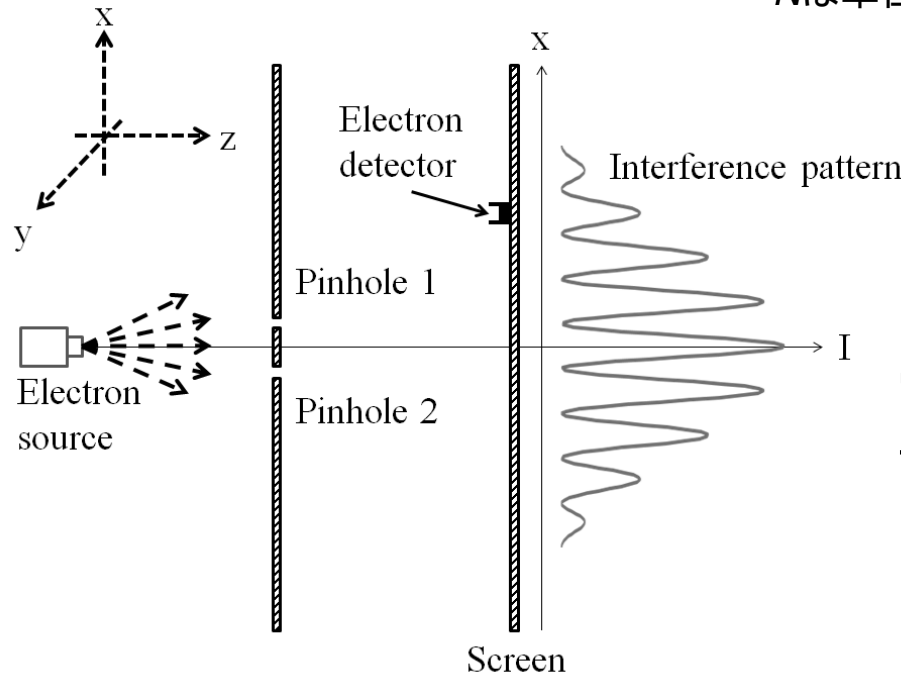 x
z
y
Electron
detector
x
Interference pattern
Pinhole 1
I
Electron
source
Pinhole 2
Screen